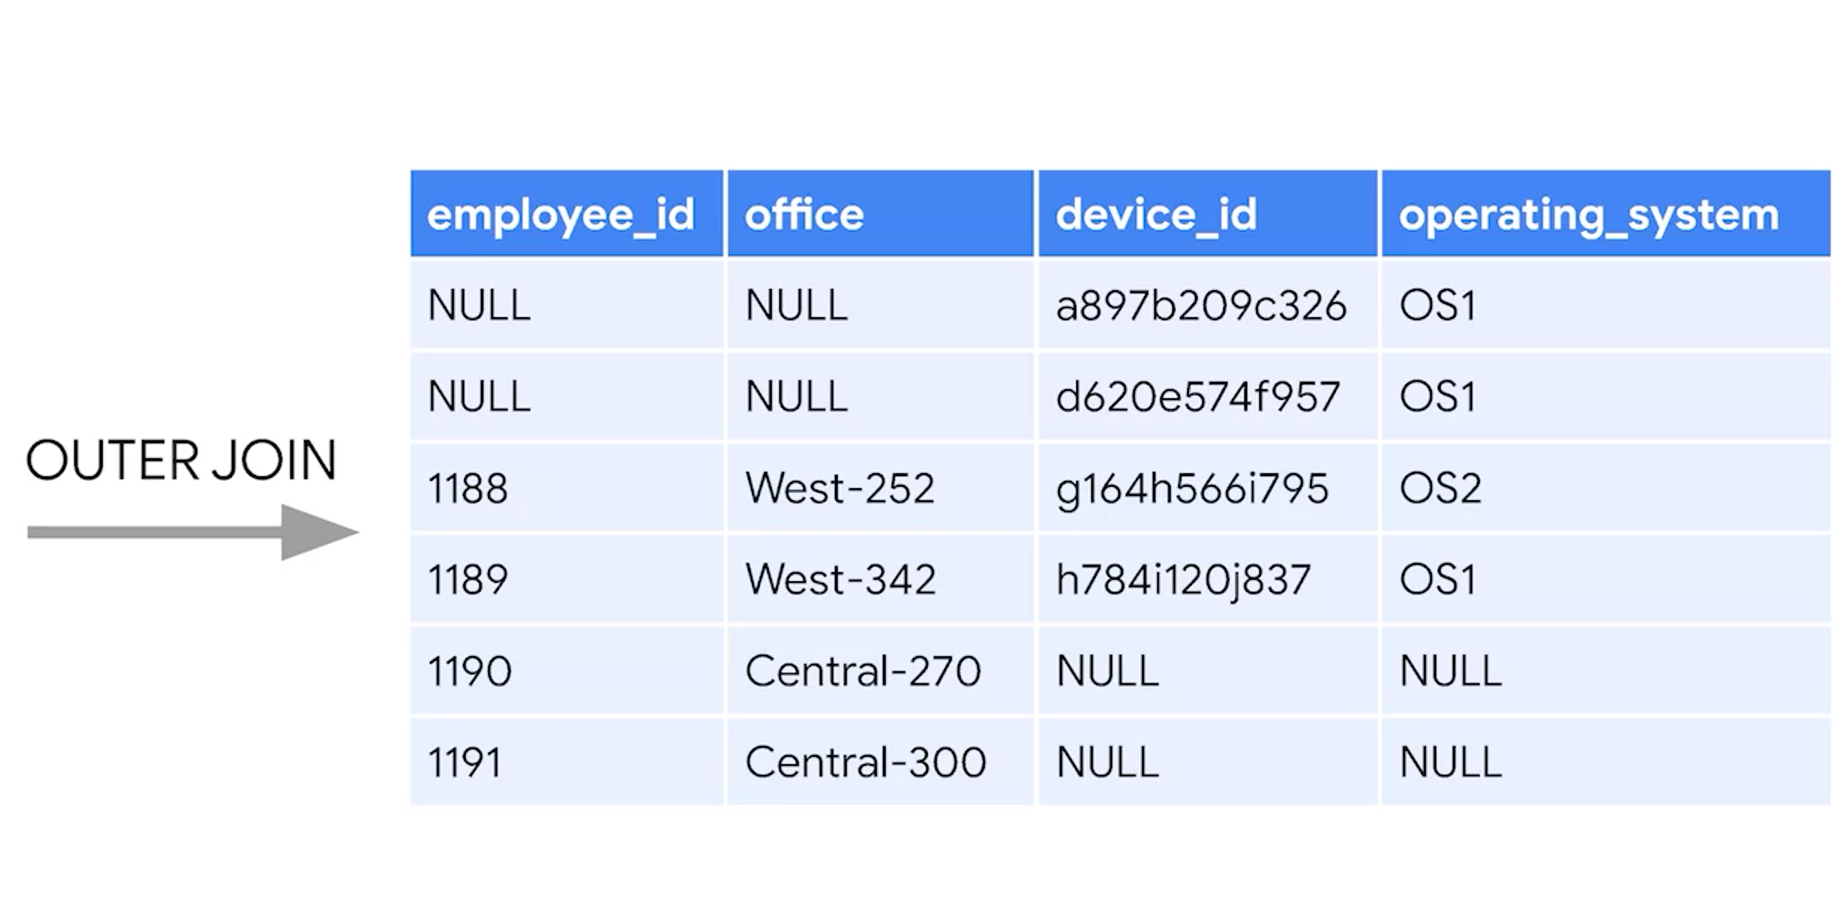 OUTER JOIN
employee_id office device_id operating_system
NULL NULL a897b209c326 OS1
NULL NULL d620e574f957 OS1
1188 West-252 g164h566i795 OS2
1189 West-342 h784i120j837 OS1
1190 Central-270 NULL NULL
1191 Central-300 NULL NULL